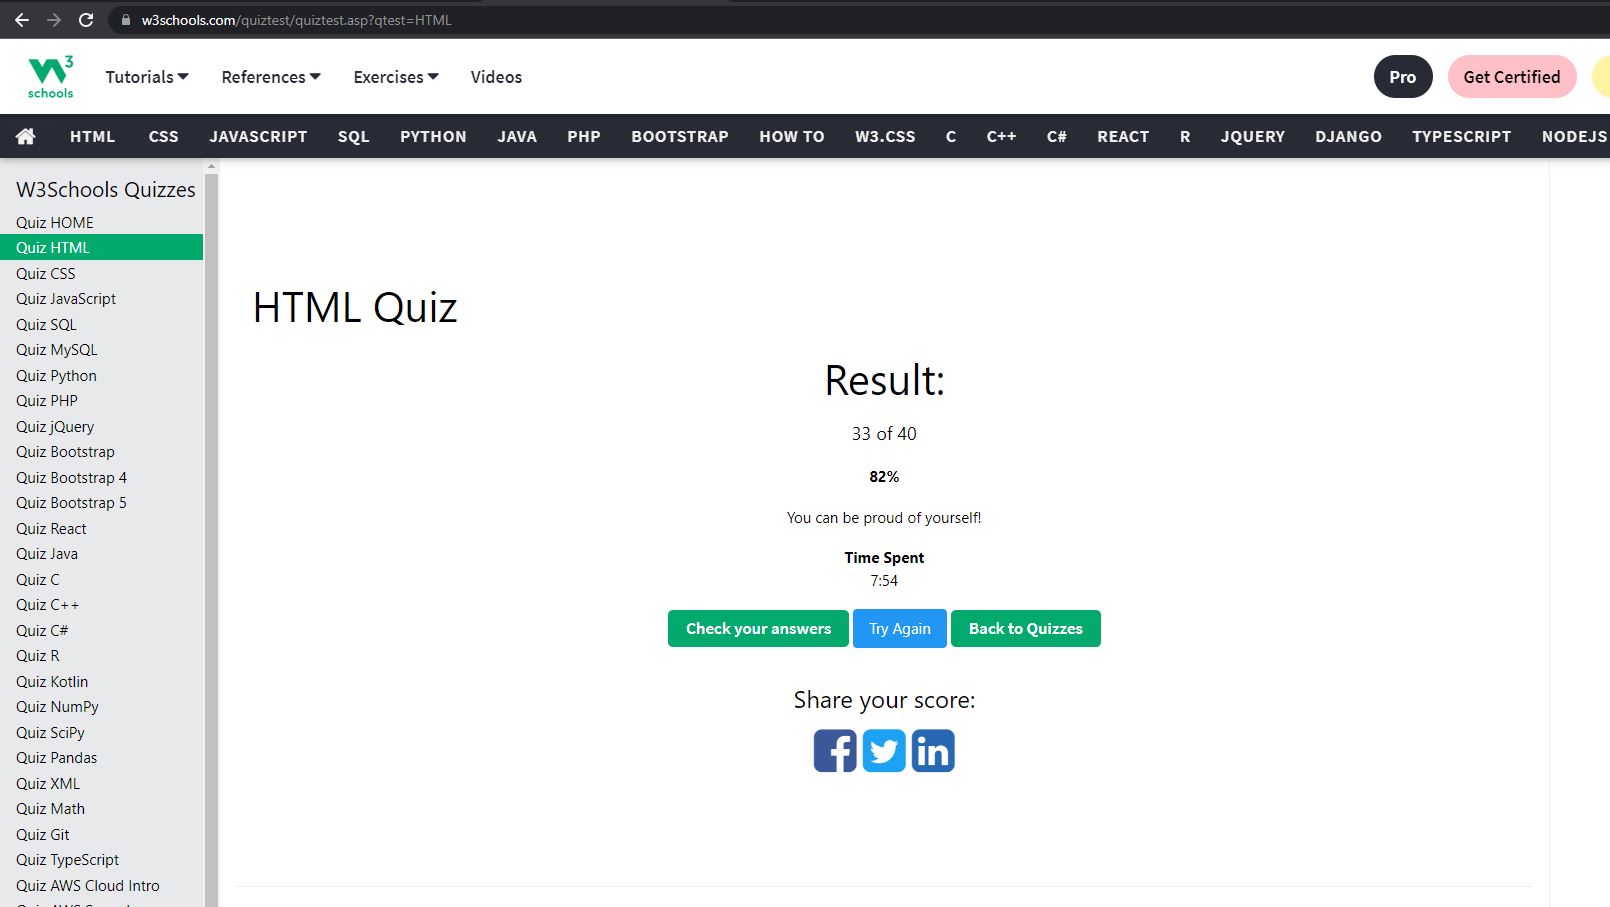 w3schools.com/quiztest/quiztest.asp?qtest=HTML
W3 schools
Tutorials References Exercises Videos Pro Get Certified
HTML CSS JAVASCRIPT SQL PYTHON JAVA PHP BOOTSTRAP HOW TO W3.CSS C C++ C# REACT R JQUERY DJANGO TYPESCRIPT NODEJS
W3Schools Quizzes
Quiz HOME
Quiz HTML
Quiz CSS
Quiz JavaScript
Quiz SQL
Quiz MySQL
Quiz Python
Quiz PHP
Quiz jQuery
Quiz Bootstrap
Quiz Bootstrap 4
Quiz Bootstrap 5
Quiz React
Quiz Java
Quiz C
Quiz C++
Quiz C#
Quiz R
Quiz Kotlin
Quiz NumPy
Quiz SciPy
Quiz Pandas
Quiz XML
Quiz Math
Quiz Git
Quiz TypeScript
Quiz AWS Cloud Intro
HTML Quiz
Result:
33 of 40
82%
You can be proud of yourself!
Time Spent
7:54
Check your answers Try Again Back to Quizzes
Share your score: